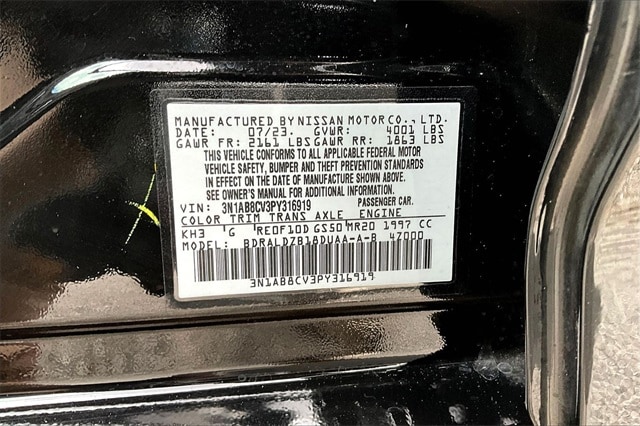 MANUFACTURED BY NISSAN MOTOR CO., LTD.
DATE: 07/23. GVWR: 4001 LBS
GAWR FR: 2161 LBS GAWR RR: 1863 LBS
THIS VEHICLE CONFORMS TO ALL APPLICABLE FEDERAL MOTOR
VEHICLE SAFETY, BUMPER AND THEFT PREVENTION STANDARDS
IN EFFECT ON THE DATE OF MANUFACTURE SHOWN ABOVE.
SEE OWNER'S MANUAL FOR ADDITIONAL INFORMATION.
VIN: 3N1AB8CV3PY316919 PASSENGER CAR.
COLOR TRIM TRANS AXLE ENGINE
KH3 G RE0F10D GS50 MR20 1997 CC
MODEL: BDRALDZB18DUAA-A-B 47000
3N1AB8CV3PY316919